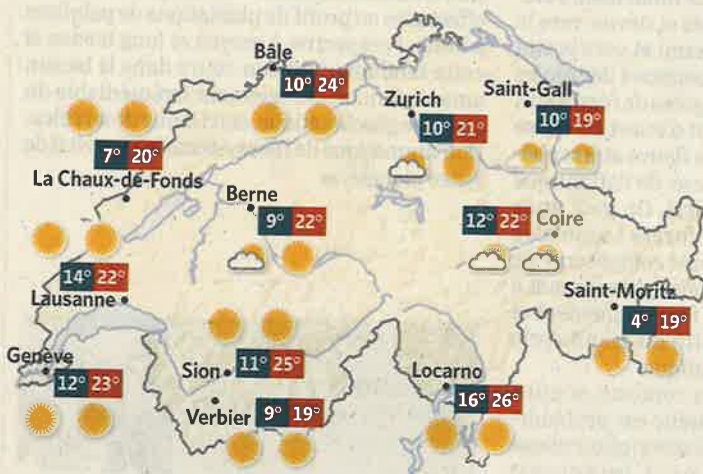 Bâle
10° 24°
Zurich
10° 21°
Saint-Gall
10° 19°
7° 20°
La Chaux-de-Fonds
Berne
9° 22°
12° 22°
Coire
14° 22°
Lausanne
Saint-Moritz
4° 19°
Genève
12° 23°
Sion
11° 25°
Verbier
9° 19°
Locarno
16° 26°